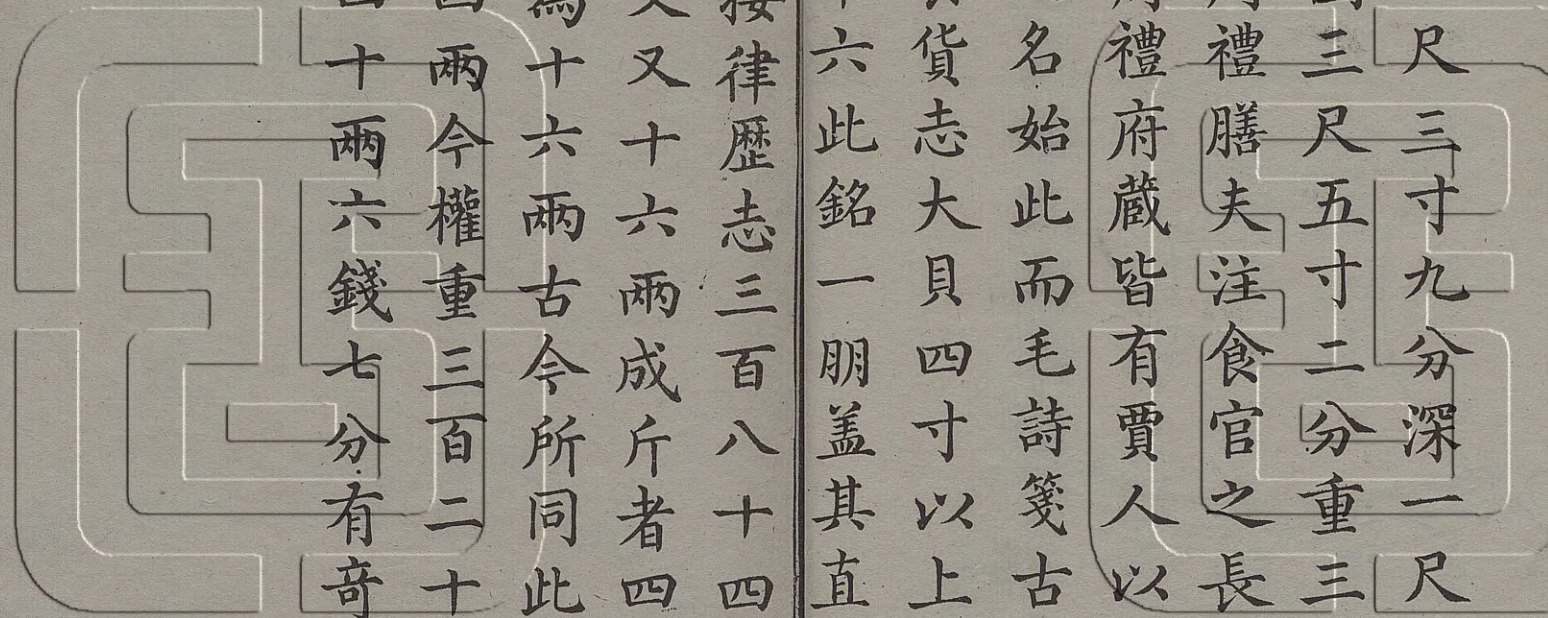 尺三寸九分深一尺
三尺五寸二分重三
禮膳夫注食官之長
禮府藏皆有賈人以
名始此而毛詩箋古
貨志大貝四寸以上
六此銘一朋蓋其直
按律歷志三百八十四
又十六兩成斤者四
為十六兩古今所同此
兩今權重三百二十
十兩六錢七分有奇